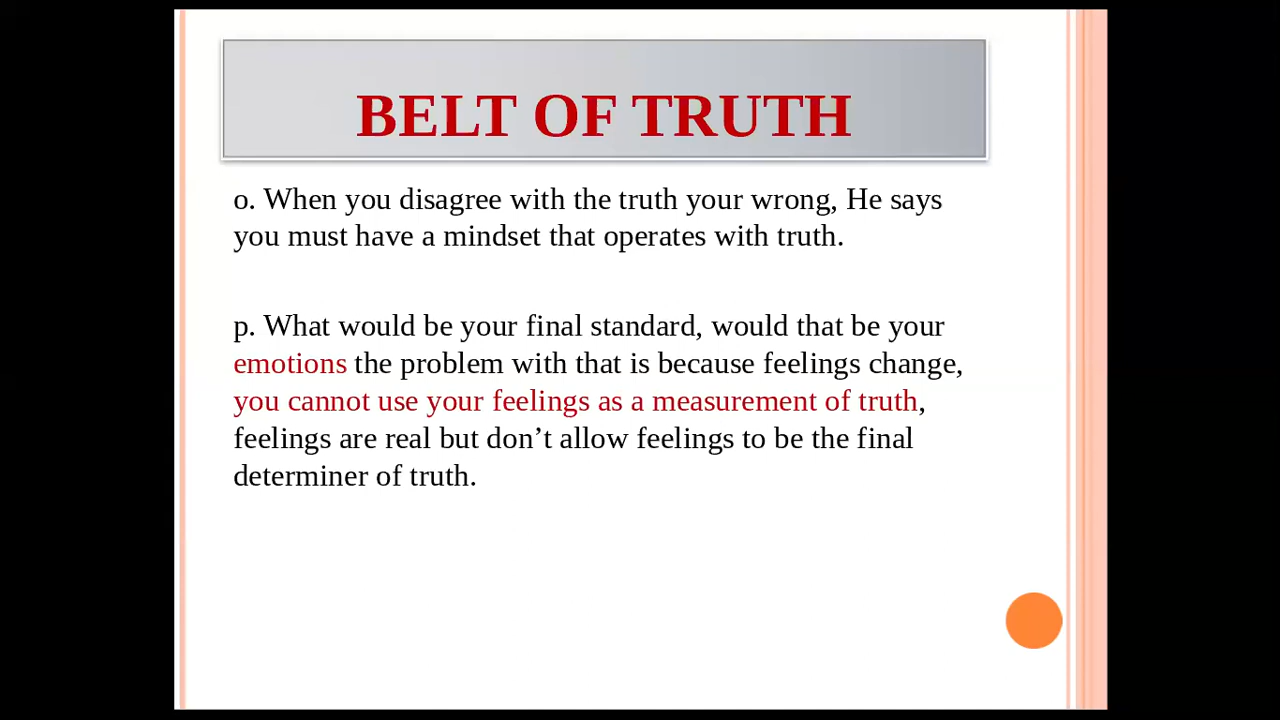 BELT OF TRUTH
o. When you disagree with the truth your wrong, He says
you must have a mindset that operates with truth.
p. What would be your final standard, would that be your
emotions the problem with that is because feelings change,
you cannot use your feelings as a measurement of truth,
feelings are real but don’t allow feelings to be the final
determiner of truth.